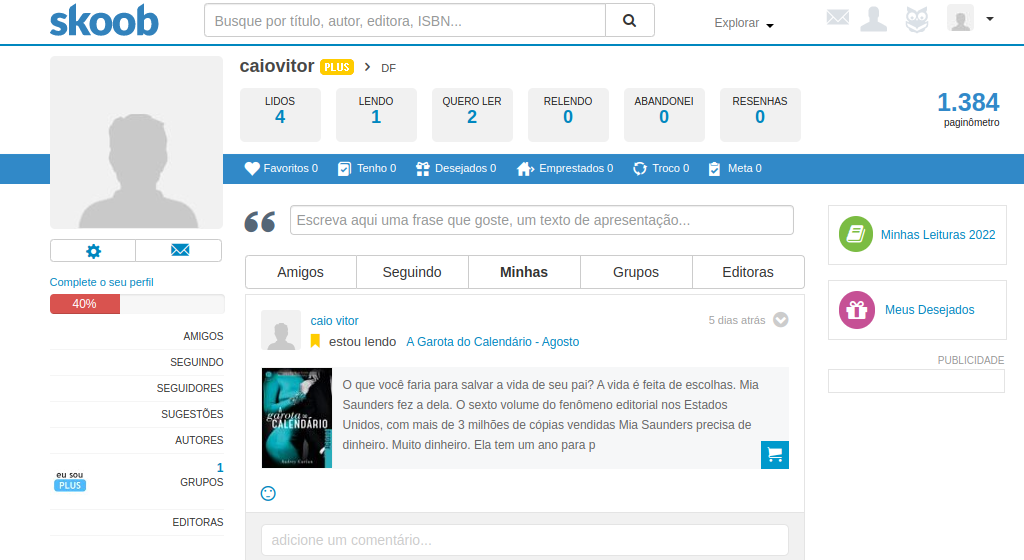 skoob
Busque por título, autor, editora, ISBN...
Explorar
caiovitor PLUS > DF
LIDOS
4
LENDO
1
QUERO LER
2
RELENDO
0
ABANDONEI
0
RESENHAS
0
1.384
paginômetro
Favoritos 0
Tenho 0
Desejados 0
Emprestados 0
Troco 0
Meta 0
Complete o seu perfil
40%
AMIGOS
SEGUINDO
SEGUIDORES
SUGESTÕES
AUTORES
eu sou
PLUS
1
GRUPOS
EDITORAS
Escreva aqui uma frase que goste, um texto de apresentação...
Amigos
Seguindo
Minhas
Grupos
Editoras
caio vitor
5 dias atrás
estou lendo A Garota do Calendário - Agosto
a garota do
CALENDÁRIO
Audrey Carlan
O que você faria para salvar a vida de seu pai? A vida é feita de escolhas. Mia
Saunders fez a dela. O sexto volume do fenômeno editorial nos Estados
Unidos, com mais de 3 milhões de cópias vendidas Mia Saunders precisa de
dinheiro. Muito dinheiro. Ela tem um ano para p
adicione um comentário...
Minhas Leituras 2022
Meus Desejados
PUBLICIDADE